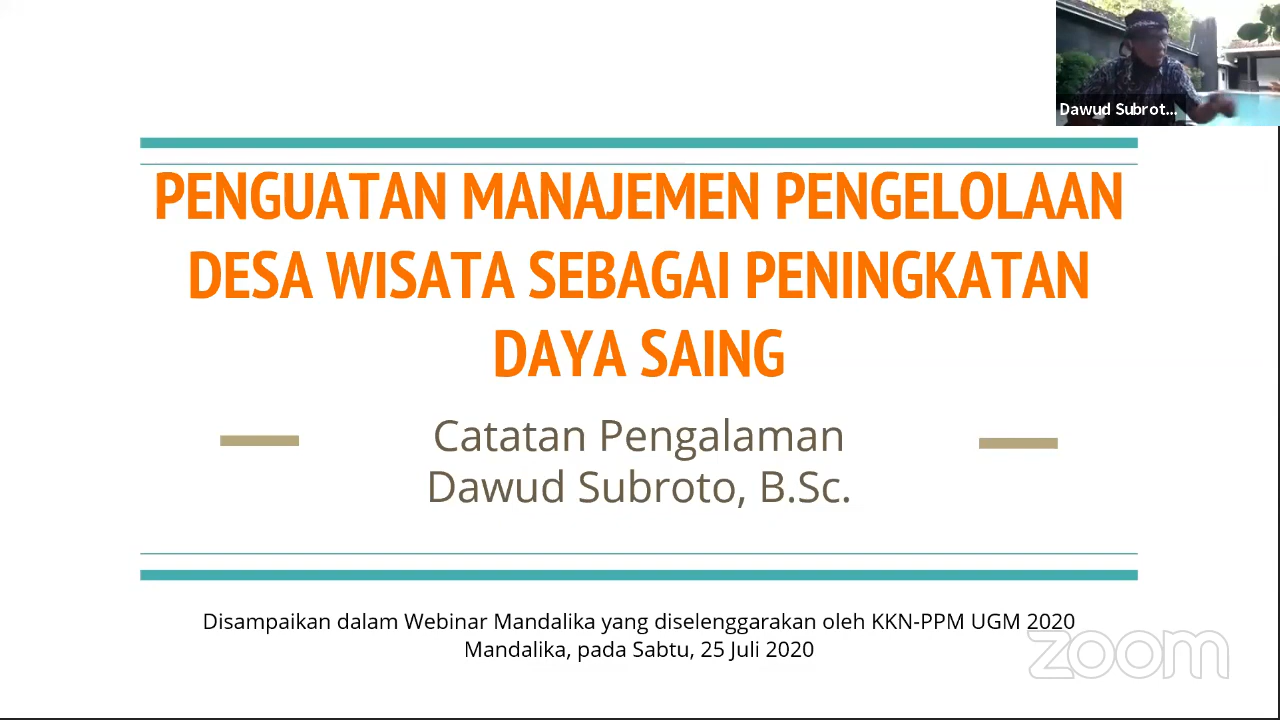 Dawud Subrot...
PENGUATAN MANAJEMEN PENGELOLAAN
DESA WISATA SEBAGAI PENINGKATAN
DAYA SAING
Catatan Pengalaman
Dawud Subroto, B.Sc.
Disampaikan dalam Webinar Mandalika yang diselenggarakan oleh KKN-PPM UGM 2020
Mandalika, pada Sabtu, 25 Juli 2020
zoom